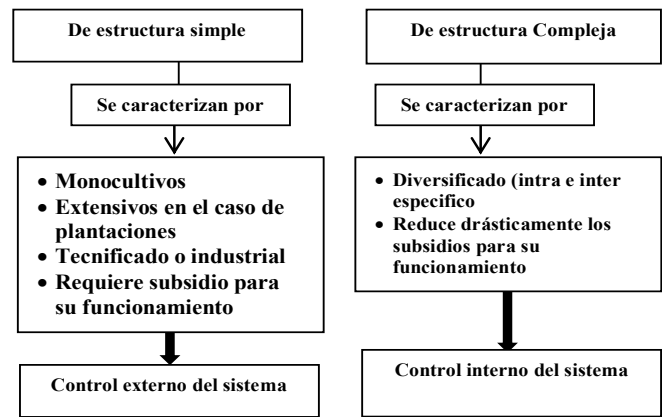 De estructura simple
Se caracterizan por
• Monocultivos
• Extensivos en el caso de
plantaciones
• Tecnificado o industrial
• Requiere subsidio para
su funcionamiento
Control externo del sistema
De estructura Compleja
Se caracterizan por
• Diversificado (intra e inter
especifico
• Reduce drásticamente los
subsidios para su
funcionamiento
Control interno del sistema